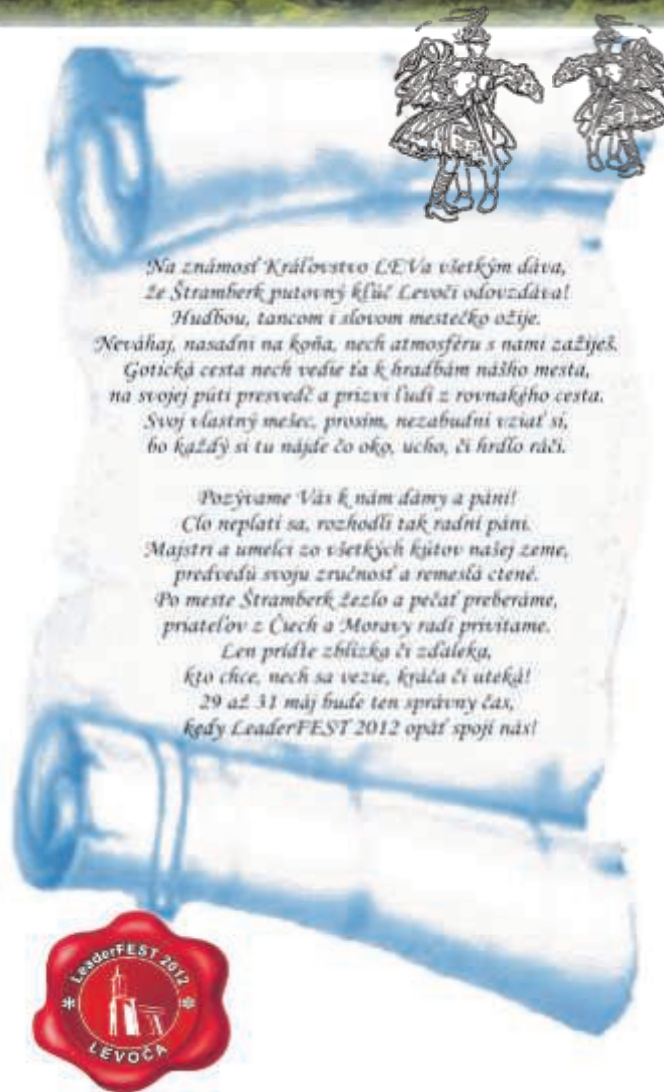 Na známosť Kráľovstvo LEVa všetkým dáva,
že Štramberk putovný kľúč Levoči odovzdáva!
Hudbou, tancom i slovom mestečko ožije.
Neváhaj, nasadni na koňa, nech atmosféru s nami zažiješ.
Gotická cesta nech vedie ťa k hradbám nášho mesta,
na svojej púti presvedč a prizvi ľudí z rovnakého cesta.
Svoj vlastný mešec, prosím, nezabudni vziať si,
bo každý si tu nájde čo oko, ucho, či hrdlo ráči.
Pozývame Vás k nám dámy a páni!
Clo neplatí sa, rozhodli tak radní páni.
Majstri a umelci zo všetkých kútov našej zeme,
predvedú svoju zručnosť a remeslá ctené.
Po meste Štramberk žezlo a pečať preberáme,
priateľov z Čiech a Moravy radi privítame.
Len príďte zblízka či zďaleka,
kto chce, nech sa vezie, kráča či uteká!
29 až 31 máj bude ten správny čas,
kedy LeaderFEST 2012 opäť spojí nás!
LeaderFEST 2012
LEVOČA